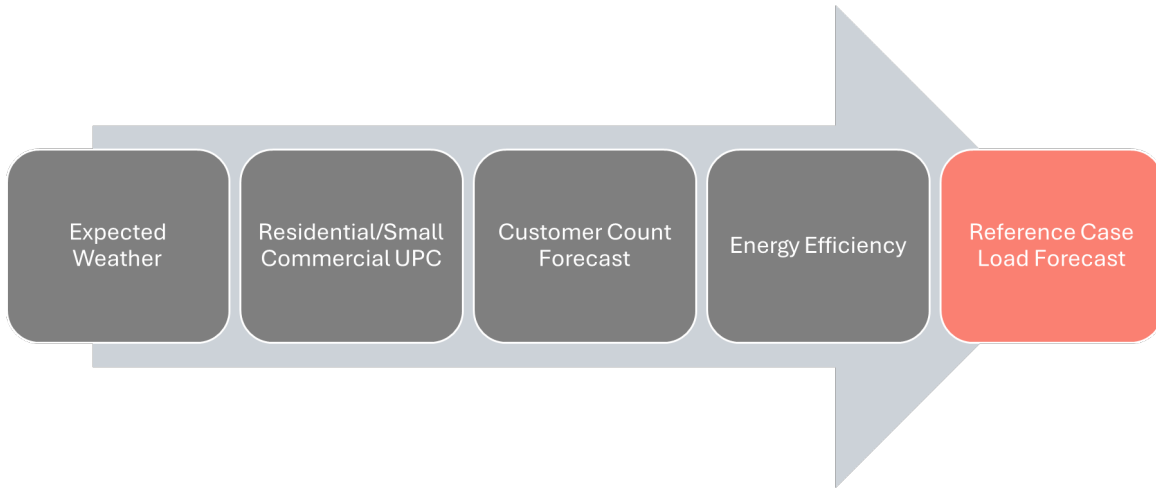 Expected
Weather
Residential/Small
Commercial UPC
Customer Count
Forecast
Energy Efficiency
Reference Case
Load Forecast